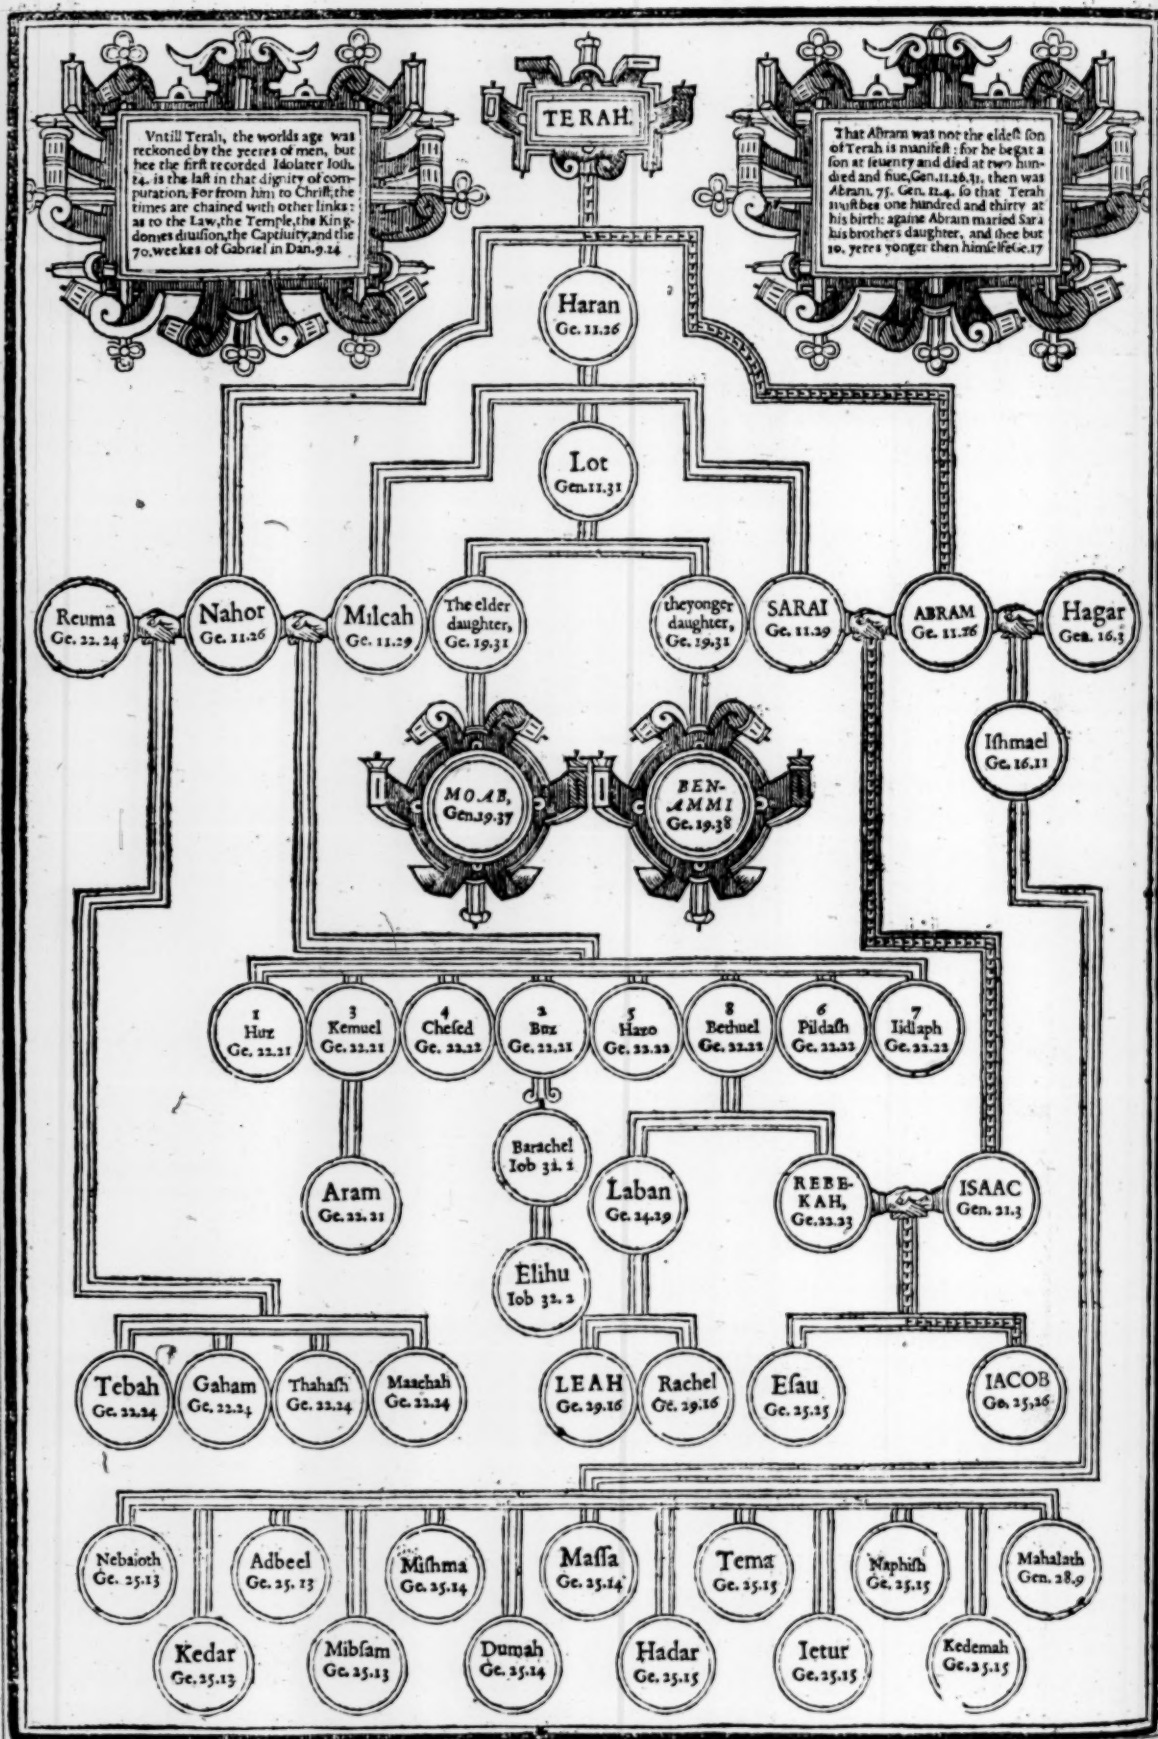 Vntill Terah, the worlds age was
reckoned by the yeeres of men, but
hee the first recorded Idolater Iosh.
24. is the last in that dignity of com-
putation. For from him to Christ, the
times are chained with other links:
as to the Law, the Temple, the King-
domes diuision, the Captiuity, and the
70. weekes of Gabriel in Dan. 9. 24
TERAH.
That Abram was not the eldest son
of Terah is manifest: for he begat a
son at seuenty and died at two hun-
dred and fiue, Gen. 11. 26, 31. then was
Abram, 75. Gen. 12. 4. so that Terah
must bee one hundred and thirty at
his birth: againe Abram maried Sara
his brothers daughter, and shee but
10. yeres yonger then himselfe Ge. 17
Haran
Ge. 11.26
Lot
Gen. 11.31
Reuma
Ge. 22.24
Nahor
Ge. 11.26
Milcah
Ge. 11.29
The elder
daughter,
Ge. 19.31
the yonger
daughter,
Ge. 19.31
SARAI
Ge. 11.29
ABRAM
Ge. 11.26
Hagar
Gen. 16.3
Iſhmael
Ge. 16.11
MOAB,
Gen. 19.37
BEN-
AMMI
Ge. 19.38
1
Huz
Ge. 22.21
3
Kemuel
Ge. 22.21
4
Cheſed
Ge. 22.22
2
Buz
Ge. 22.21
5
Hazo
Ge. 22.22
8
Bethuel
Ge. 22.22
6
Pildaſh
Ge. 22.22
7
Iidlaph
Ge. 22.22
Aram
Ge. 22.21
Barachel
Iob 32. 2
Elihu
Iob 32. 2
Laban
Ge. 24.29
REBE-
KAH,
Ge. 22.23
ISAAC
Gen. 21.3
Tebah
Ge. 22.24
Gaham
Ge. 22.24
Thahaſh
Ge. 22.24
Maachah
Ge. 22.24
LEAH
Ge. 29.16
Rachel
Ge. 29.16
Eſau
Ge. 25.25
IACOB
Ge. 25,26
Nebaioth
Ge. 25.13
Adbeel
Ge. 25. 13
Miſhma
Ge. 25.14
Maſſa
Ge. 25.14
Tema
Ge. 25.15
Naphiſh
Ge. 25.15
Mahalath
Gen. 28.9
Kedar
Ge. 25.13
Mibſam
Ge. 25.13
Dumah
Ge. 25.14
Hadar
Ge. 25.15
Ietur
Ge. 25.15
Kedemah
Ge. 25.15